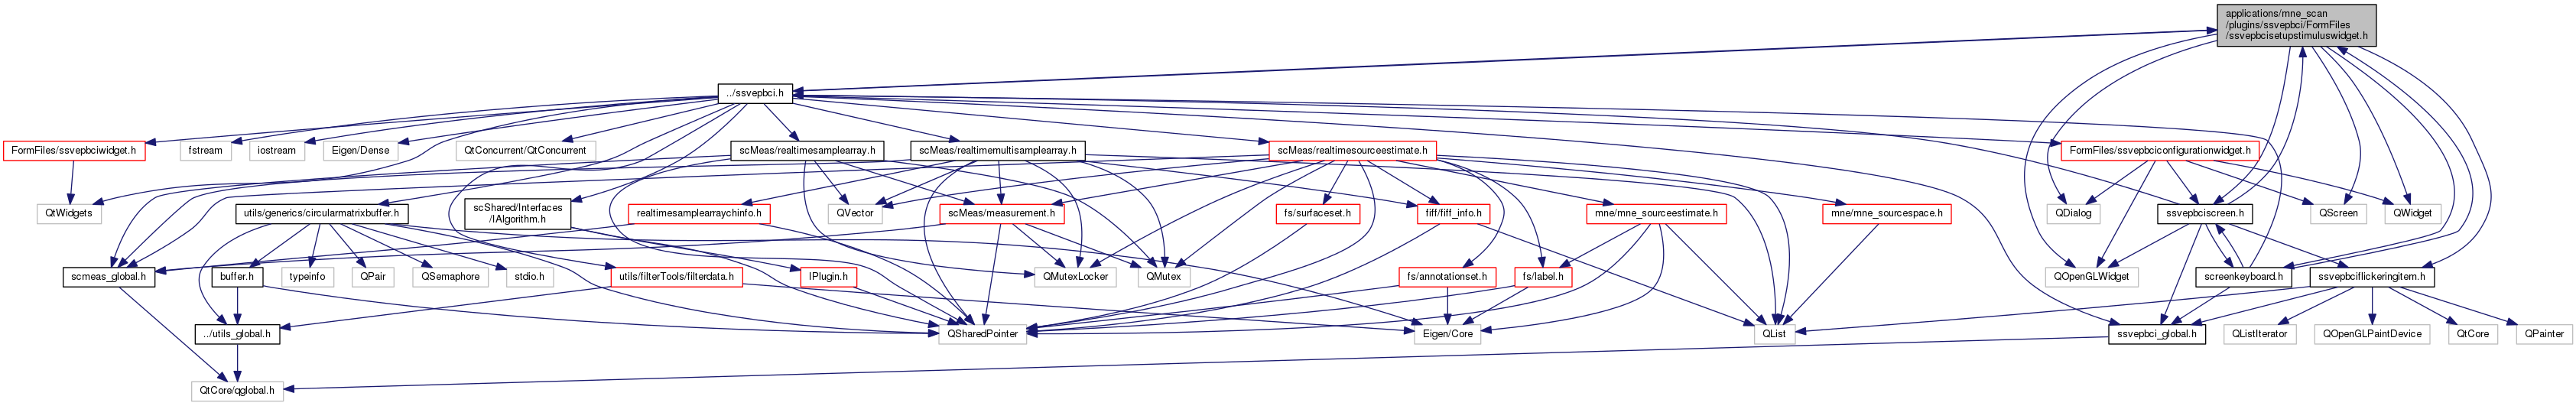 applications/mne_scan
/plugins/ssvepbci/FormFiles
/ssvepbcisetupstimuluswidget.h
../ssvepbci.h
FormFiles/ssvepbciwidget.h
fstream
iostream
Eigen/Dense
QtConcurrent/QtConcurrent
scMeas/realtimesamplearray.h
scMeas/realtimemultisamplearray.h
scMeas/realtimesourceestimate.h
FormFiles/ssvepbciconfigurationwidget.h
QtWidgets
utils/generics/circularmatrixbuffer.h
scShared/Interfaces
/IAlgorithm.h
realtimesamplearraychinfo.h
QVector
scMeas/measurement.h
fs/surfaceset.h
fiff/fiff_info.h
mne/mne_sourceestimate.h
mne/mne_sourcespace.h
QDialog
ssvepbciscreen.h
QScreen
QWidget
scmeas_global.h
buffer.h
typeinfo
QPair
QSemaphore
stdio.h
utils/filterTools/filterdata.h
IPlugin.h
QMutexLocker
QMutex
fs/annotationset.h
fs/label.h
QOpenGLWidget
screenkeyboard.h
ssvepbciflickeringitem.h
../utils_global.h
QSharedPointer
Eigen/Core
QList
ssvepbci_global.h
QListIterator
QOpenGLPaintDevice
QtCore
QPainter
QtCore/qglobal.h